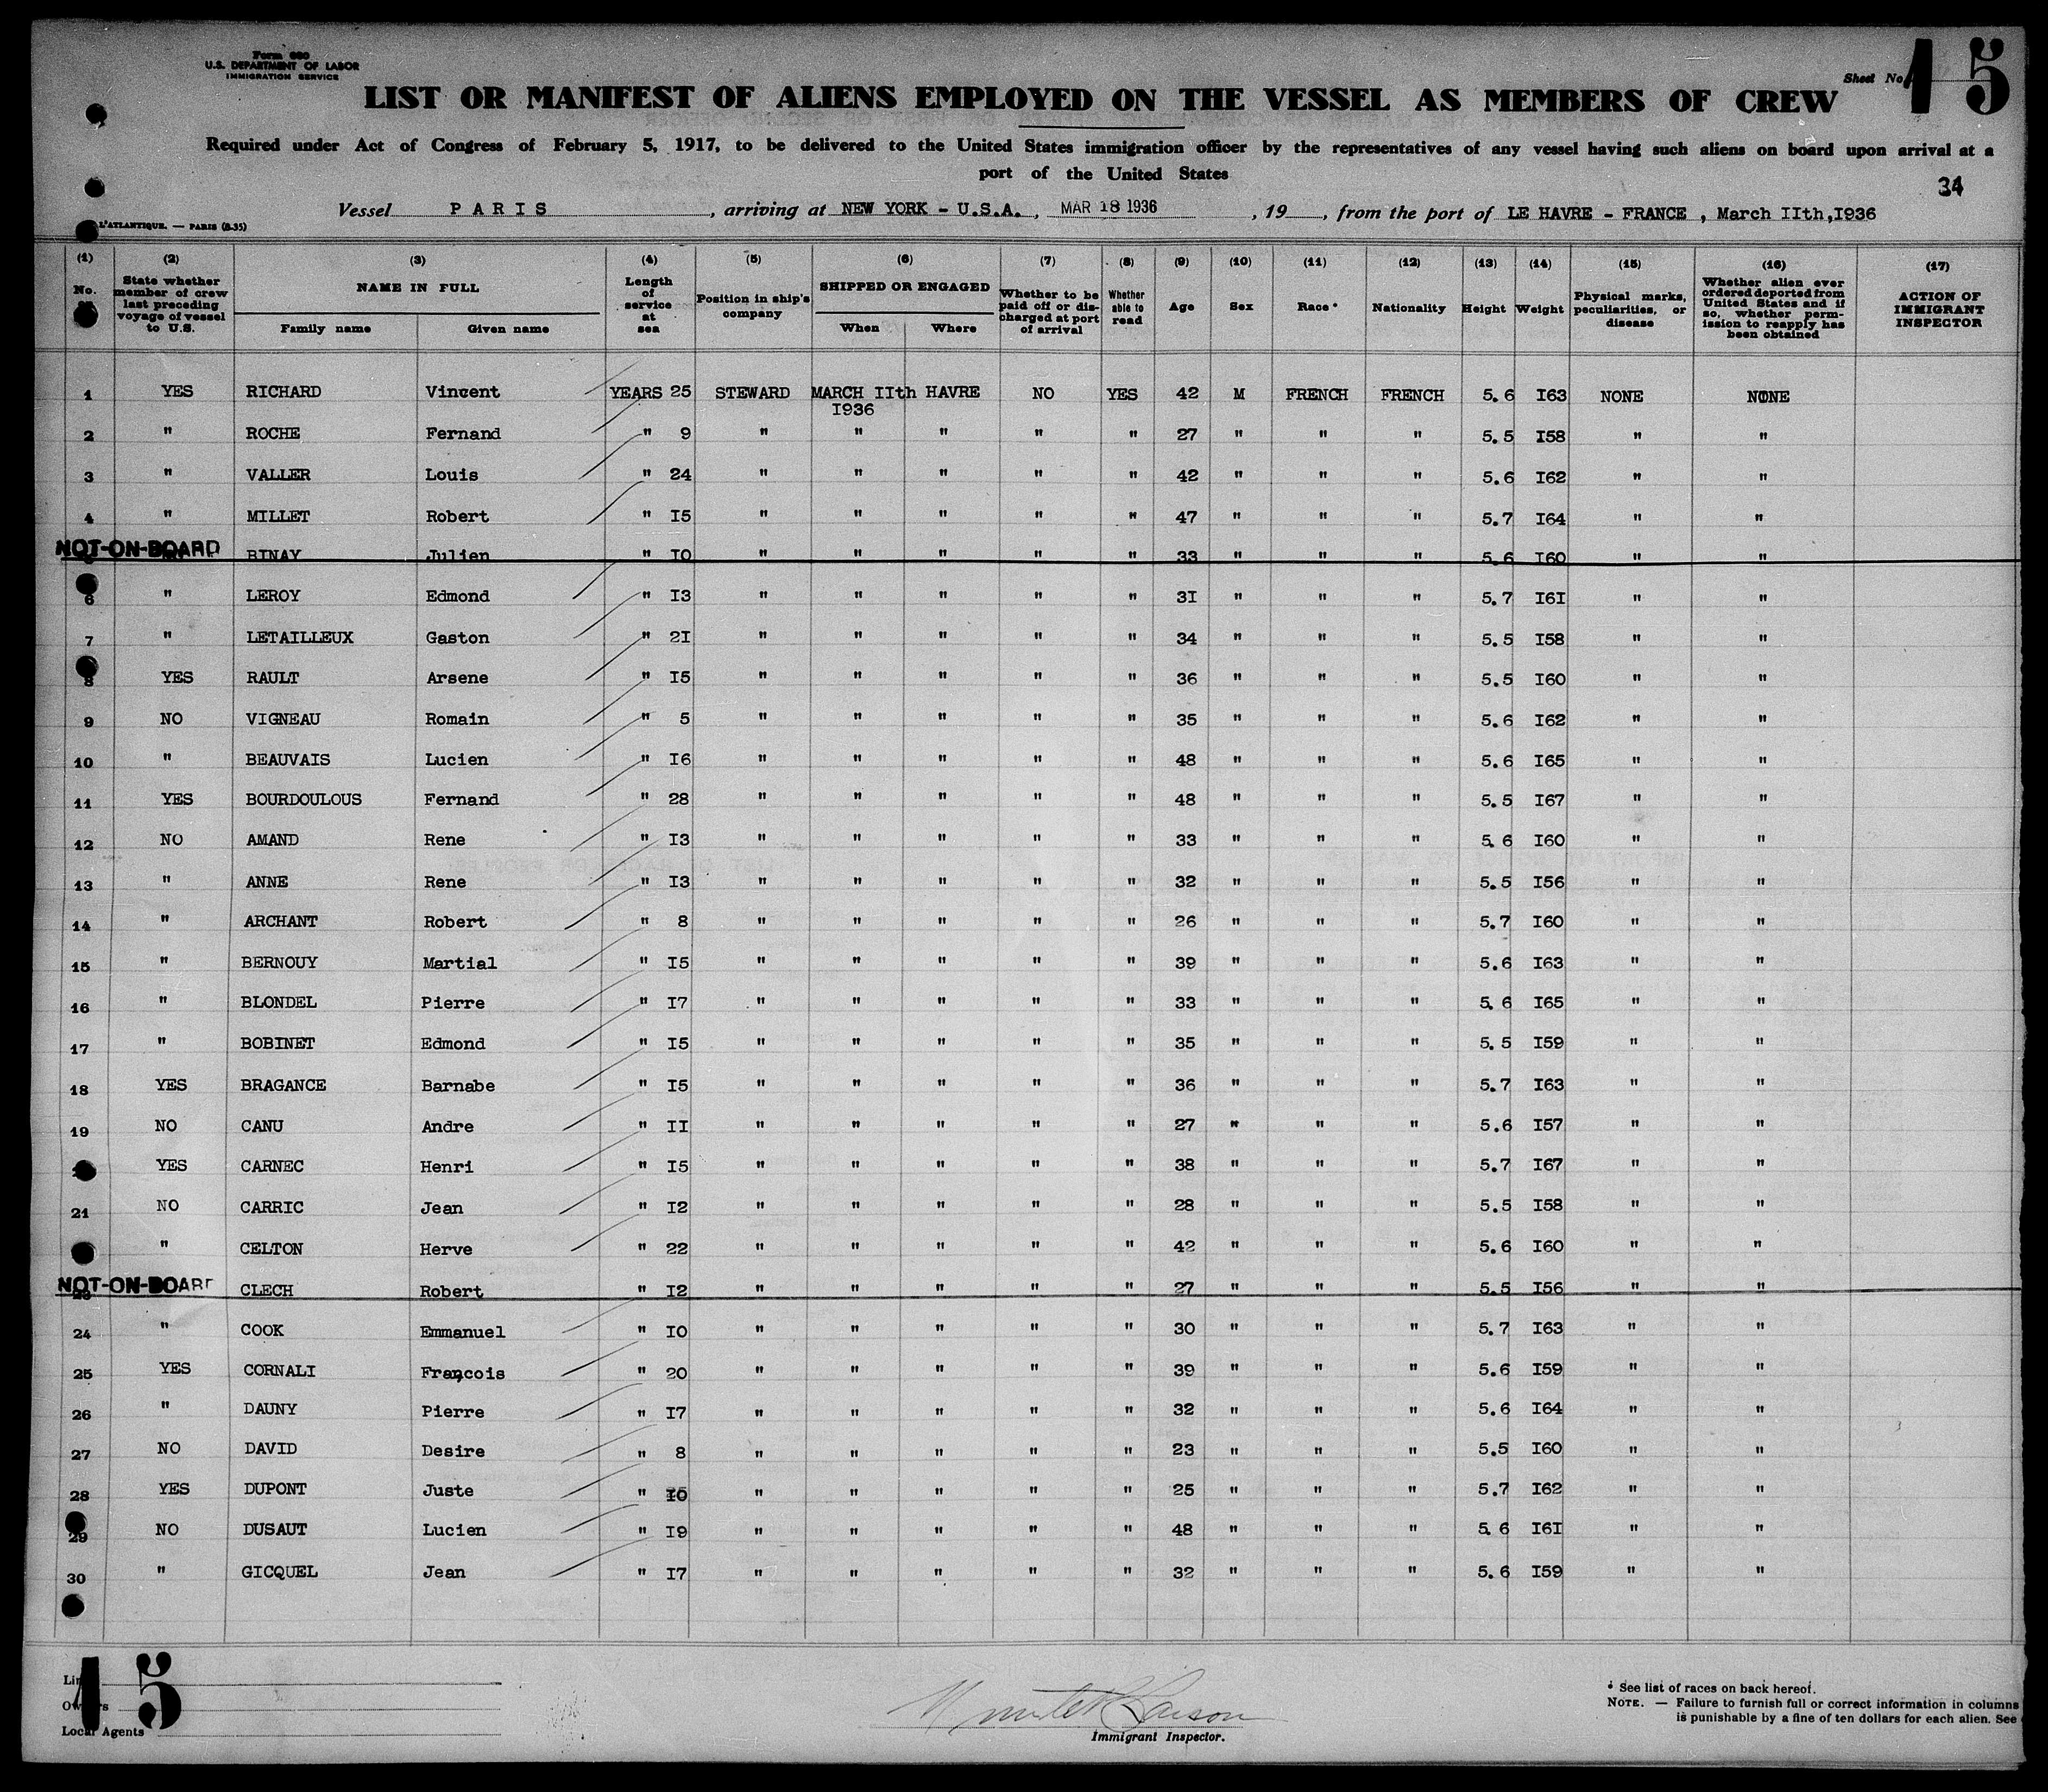 Form 680
U.S. DEPARTMENT OF LABOR
IMMIGRATION SERVICE
Sheet No. 15
LIST OR MANIFEST OF ALIENS EMPLOYED ON THE VESSEL AS MEMBERS OF CREW
Required under Act of Congress of February 5, 1917, to be delivered to the United States immigration officer by the representatives of any vessel having such aliens on board upon arrival at a
port of the United States
34
Vessel PARIS, arriving at NEW YORK - U.S.A., MAR 18 1936, 19, from the port of LE HAVRE - FRANCE, March IIth,I936
L'ATLANTIQUE. — PARIS (8-35)
(1) No. (2) State whether member of crew last preceding voyage of vessel to U.S. (3) NAME IN FULL Family name Given name (4) Length of service at sea (5) Position in ship's company (6) SHIPPED OR ENGAGED When Where (7) Whether to be paid off or discharged at port of arrival (8) Whether able to read (9) Age (10) Sex (11) Race * (12) Nationality (13) Height (14) Weight (15) Physical marks, peculiarities, or disease (16) Whether alien ever ordered deported from United States and if so, whether permission to reapply has been obtained (17) ACTION OF IMMIGRANT INSPECTOR
1 YES RICHARD Vincent YEARS 25 STEWARD MARCH IIth I936 HAVRE NO YES 42 M FRENCH FRENCH 5.6 I63 NONE NONE
2 " ROCHE Fernand " 9 " " " " " 27 " " " 5.5 I58 " "
3 " VALLER Louis " 24 " " " " " 42 " " " 5.6 I62 " "
4 " MILLET Robert " I5 " " " " " 47 " " " 5.7 I64 " "
NOT-ON-BOARD BINAY Julien " I0 " " " " " 33 " " " 5.6 I60 " "
6 " LEROY Edmond " I3 " " " " " 3I " " " 5.7 I6I " "
7 " LETAILLEUX Gaston " 2I " " " " " 34 " " " 5.5 I58 " "
8 YES RAULT Arsene " I5 " " " " " 36 " " " 5.5 I60 " "
9 NO VIGNEAU Romain " 5 " " " " " 35 " " " 5.6 I62 " "
10 " BEAUVAIS Lucien " I6 " " " " " 48 " " " 5.6 I65 " "
11 YES BOURDOULOUS Fernand " 28 " " " " " 48 " " " 5.5 I67 " "
12 NO AMAND Rene " I3 " " " " " 33 " " " 5.6 I60 " "
13 " ANNE Rene " I3 " " " " " 32 " " " 5.5 I56 " "
14 " ARCHANT Robert " 8 " " " " " 26 " " " 5.7 I60 " "
15 " BERNOUY Martial " I5 " " " " " 39 " " " 5.6 I63 " "
16 " BLONDEL Pierre " I7 " " " " " 33 " " " 5.6 I65 " "
17 " BOBINET Edmond " I5 " " " " " 35 " " " 5.5 I59 " "
18 YES BRAGANCE Barnabe " I5 " " " " " 36 " " " 5.7 I63 " "
19 NO CANU Andre " II " " " " " 27 " " " 5.6 I57 " "
YES CARNEC Henri " I5 " " " " " 38 " " " 5.7 I67 " "
21 NO CARRIC Jean " I2 " " " " " 28 " " " 5.5 I58 " "
" CELTON Herve " 22 " " " " " 42 " " " 5.6 I60 " "
NOT-ON-BOARD 23 CLECH Robert " I2 " " " " " 27 " " " 5.5 I56 " "
24 " COOK Emmanuel " I0 " " " " " 30 " " " 5.7 I63 " "
25 YES CORNALI François " 20 " " " " " 39 " " " 5.6 I59 " "
26 " DAUNY Pierre " I7 " " " " " 32 " " " 5.6 I64 " "
27 NO DAVID Desire " 8 " " " " " 23 " " " 5.5 I60 " "
28 YES DUPONT Juste " I0 " " " " " 25 " " " 5.7 I62 " "
29 NO DUSAUT Lucien " I9 " " " " " 48 " " " 5.6 I6I " "
30 " GICQUEL Jean " I7 " " " " " 32 " " " 5.6 I59 " "
15
Line
Owners
Local Agents
Immigrant Inspector.
* See list of races on back hereof.
NOTE. — Failure to furnish full or correct information in columns
is punishable by a fine of ten dollars for each alien. See